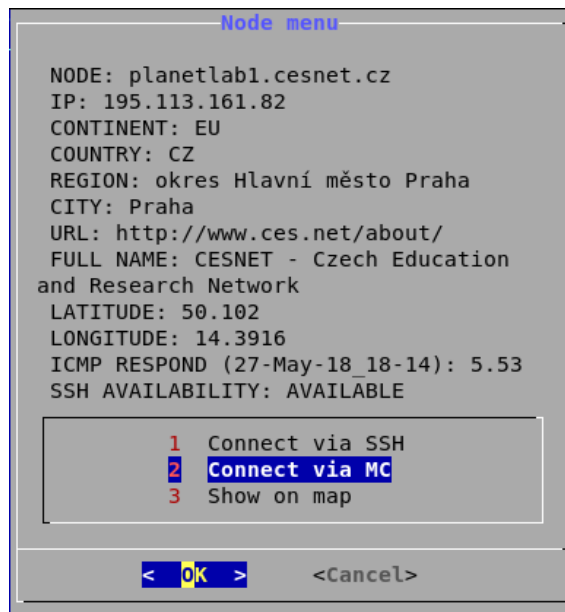 Node menu
NODE: planetlab1.cesnet.cz
IP: 195.113.161.82
CONTINENT: EU
COUNTRY: CZ
REGION: okres Hlavní město Praha
CITY: Praha
URL: http://www.ces.net/about/
FULL NAME: CESNET - Czech Education
and Research Network
LATITUDE: 50.102
LONGITUDE: 14.3916
ICMP RESPOND (27-May-18_18-14): 5.53
SSH AVAILABILITY: AVAILABLE
1 Connect via SSH
2 Connect via MC
3 Show on map
< OK > <Cancel>